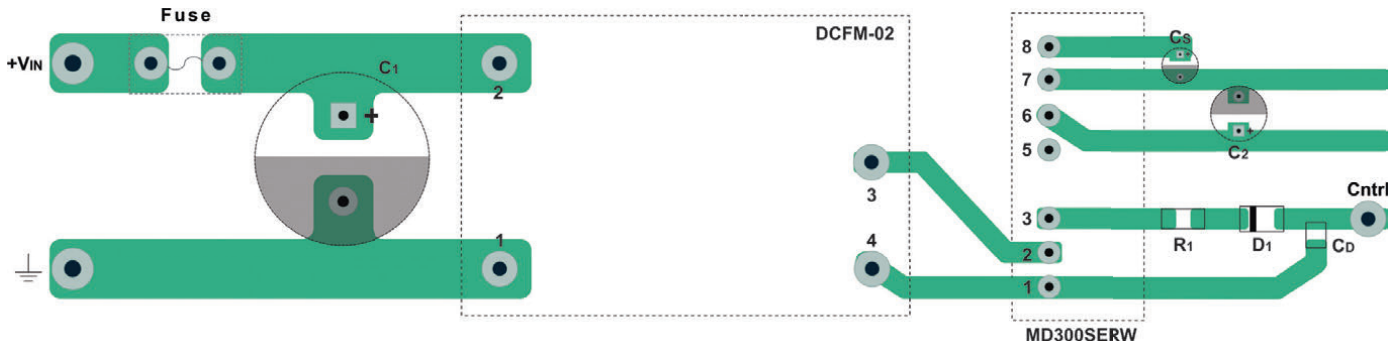 Fuse
+VIN
C1
+
2
1
DCFM-02
3
4
8
7
6
5
3
2
1
CS
+
+
C2
R1
D1
CD
Cntrl
MD300SERW